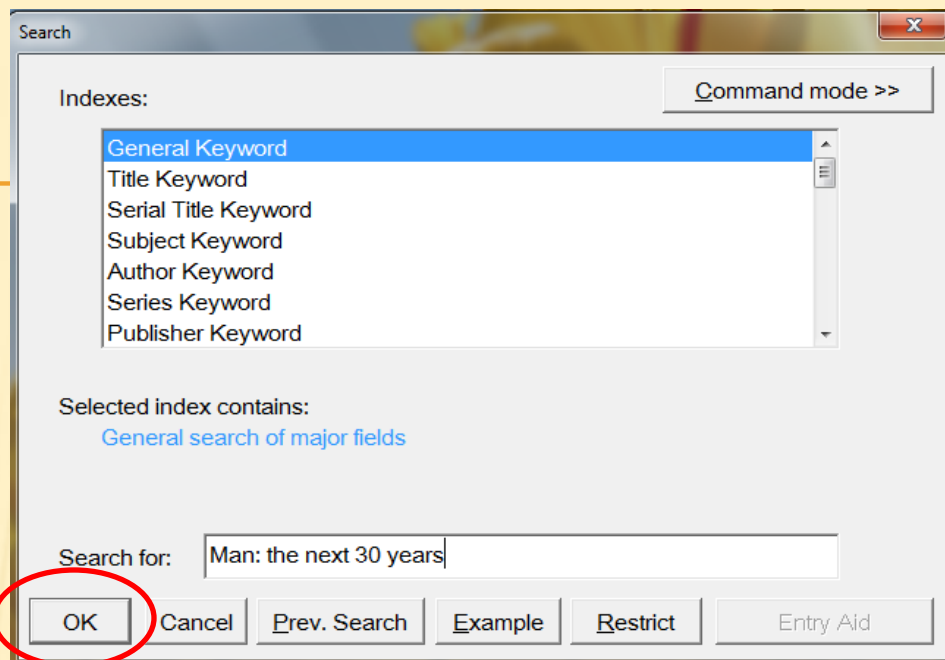 Search
Command mode >>
Indexes:
General Keyword
Title Keyword
Serial Title Keyword
Subject Keyword
Author Keyword
Series Keyword
Publisher Keyword
Selected index contains:
General search of major fields
Search for: Man: the next 30 years
OK Cancel Prev. Search Example Restrict Entry Aid